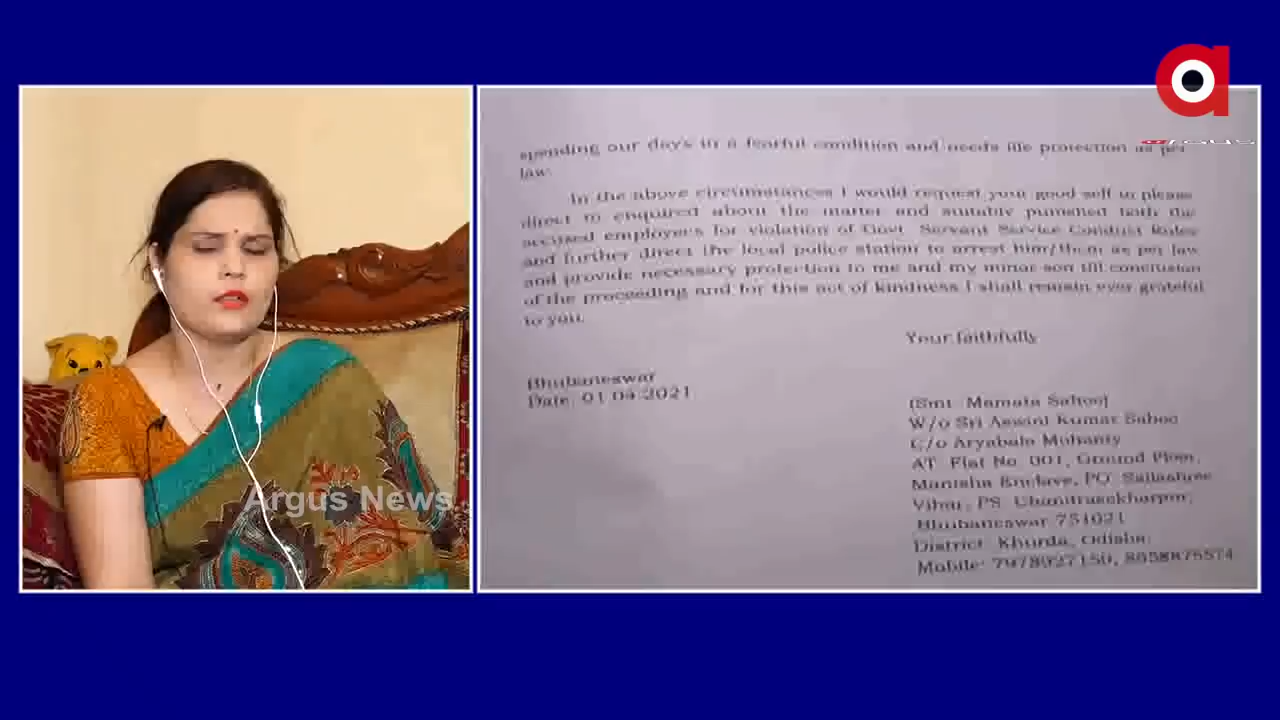 spending our days in a fearful condition and needs life protection as per
law.
In the above circumstances I would request your good self to please
direct to enquired about the matter and suitably punished both the
accused employees for violation of Govt. Servant Service Conduct Rules
and further direct the local police station to arrest him/them as per law
and provide necessary protection to me and my minor son till conclusion
of the proceeding and for this act of kindness I shall remain ever grateful
to you.
Your faithfully
Bhubaneswar
Date. 01.04.2021
(Smt. Mamata Sahoo)
W/o Sri Aswini Kumar Sahoo
C/o Aryabala Mohanty
AT. Flat No. 001, Ground Floor,
Manisha Enclave, PO. Sailashree
Vihar, PS. Chandrasekharpur,
Bhubaneswar 751021
District. Khurda, Odisha.
Mobile: 7978927150,
Argus News